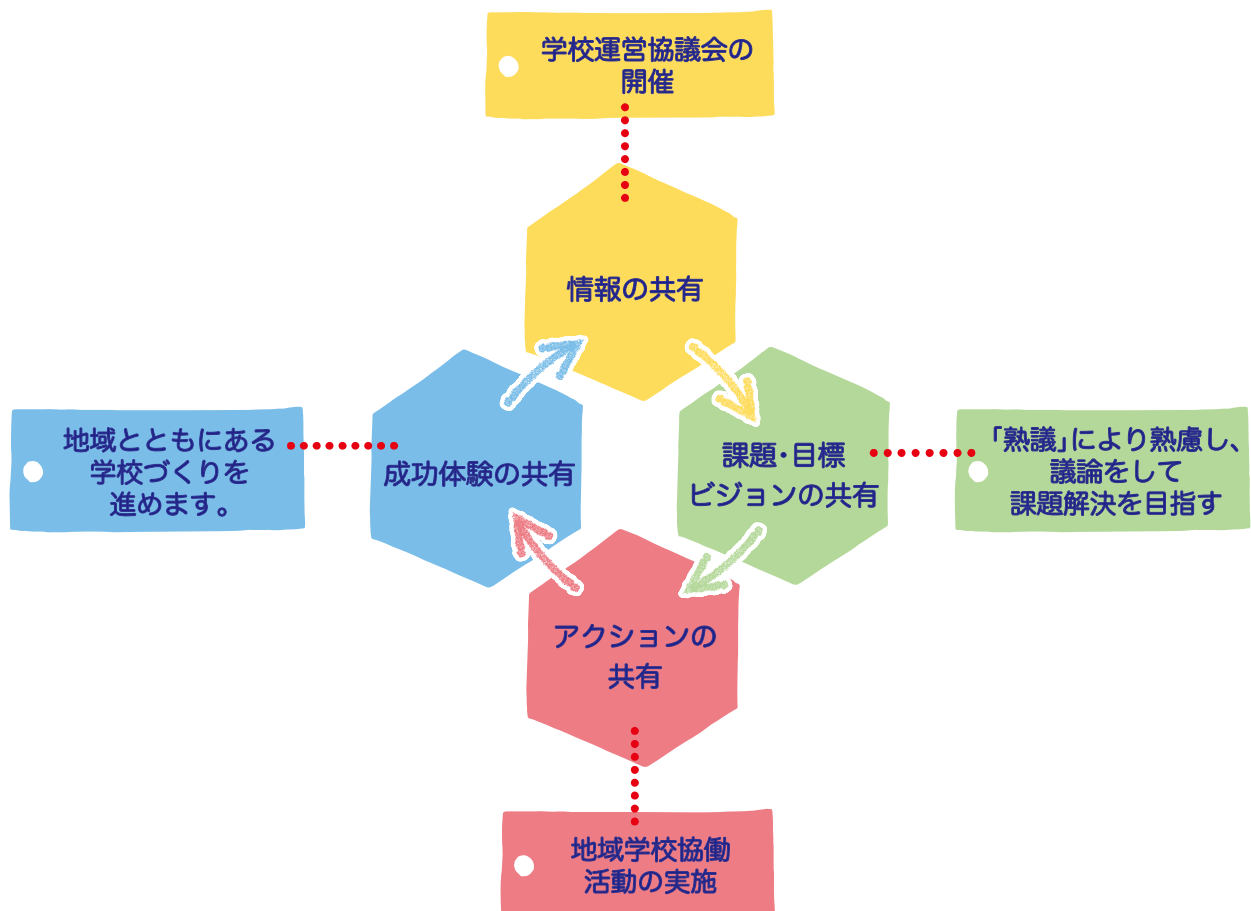 学校運営協議会の
開催
情報の共有
地域とともにある
学校づくりを
進めます。
成功体験の共有
課題・目標
ビジョンの共有
「熟議」により熟慮し、
議論をして
課題解決を目指す
アクションの
共有
地域学校協働
活動の実施